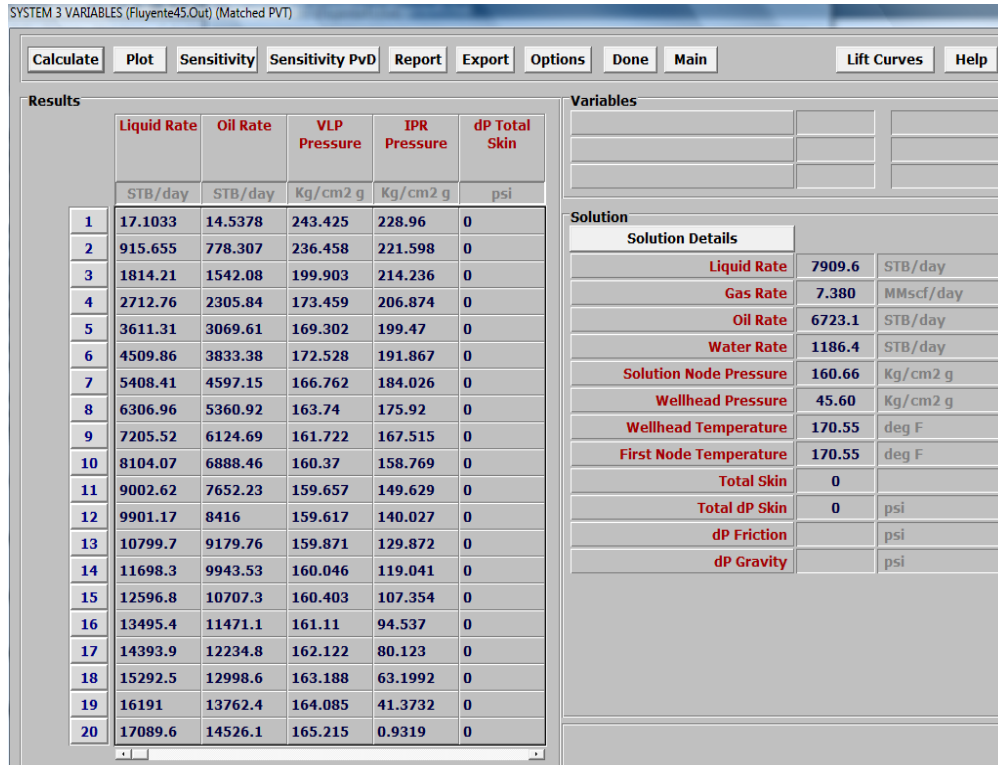 SYSTEM 3 VARIABLES (Fluyente45.Out) (Matched PVT)
Calculate Plot Sensitivity Sensitivity PvD Report Export Options Done Main Lift Curves Help
Results
Liquid Rate Oil Rate VLP Pressure IPR Pressure dP Total Skin
STB/day STB/day Kg/cm2 g Kg/cm2 g psi
1 17.1033 14.5378 243.425 228.96 0
2 915.655 778.307 236.458 221.598 0
3 1814.21 1542.08 199.903 214.236 0
4 2712.76 2305.84 173.459 206.874 0
5 3611.31 3069.61 169.302 199.47 0
6 4509.86 3833.38 172.528 191.867 0
7 5408.41 4597.15 166.762 184.026 0
8 6306.96 5360.92 163.74 175.92 0
9 7205.52 6124.69 161.722 167.515 0
10 8104.07 6888.46 160.37 158.769 0
11 9002.62 7652.23 159.657 149.629 0
12 9901.17 8416 159.617 140.027 0
13 10799.7 9179.76 159.871 129.872 0
14 11698.3 9943.53 160.046 119.041 0
15 12596.8 10707.3 160.403 107.354 0
16 13495.4 11471.1 161.11 94.537 0
17 14393.9 12234.8 162.122 80.123 0
18 15292.5 12998.6 163.188 63.1992 0
19 16191 13762.4 164.085 41.3732 0
20 17089.6 14526.1 165.215 0.9319 0
Variables
Solution
Solution Details
Liquid Rate 7909.6 STB/day
Gas Rate 7.380 MMscf/day
Oil Rate 6723.1 STB/day
Water Rate 1186.4 STB/day
Solution Node Pressure 160.66 Kg/cm2 g
Wellhead Pressure 45.60 Kg/cm2 g
Wellhead Temperature 170.55 deg F
First Node Temperature 170.55 deg F
Total Skin 0
Total dP Skin 0 psi
dP Friction psi
dP Gravity psi